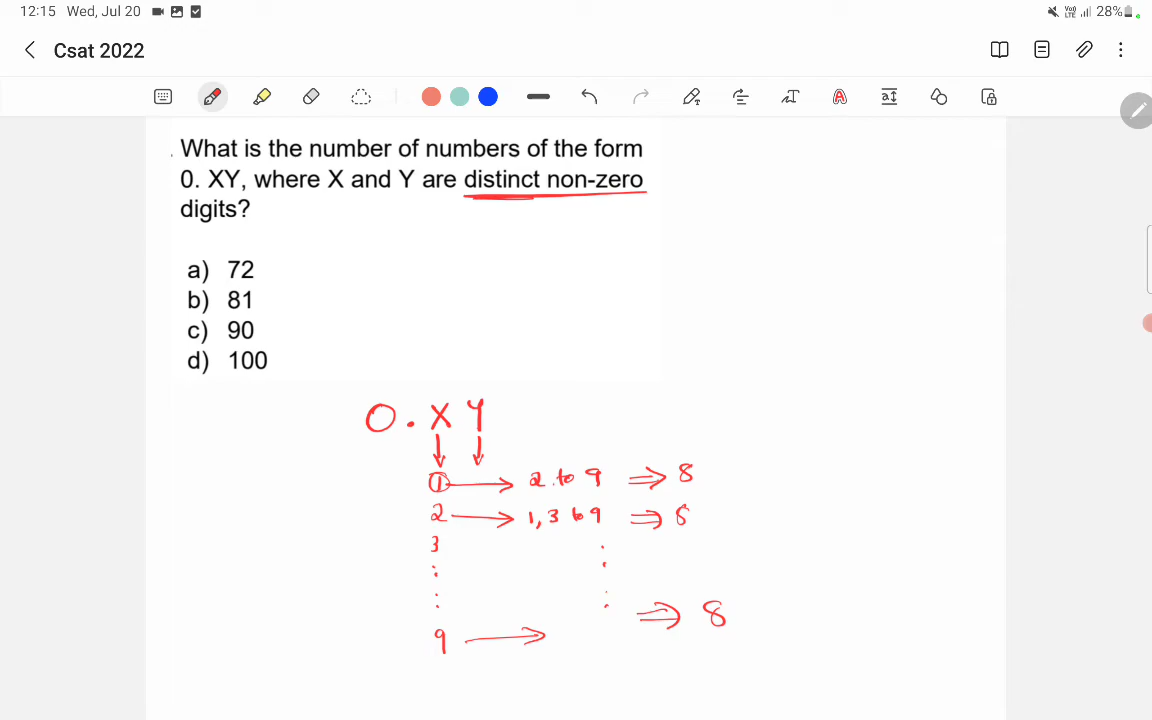 12:15 Wed, Jul 20 28%
Csat 2022
What is the number of numbers of the form
0. XY, where X and Y are distinct non-zero
digits?
a) 72
b) 81
c) 90
d) 100
0 . X Y
1 → 2 to 9 ⇒ 8
2 → 1, 3 to 9 ⇒ 8
3
9 → ⇒ 8